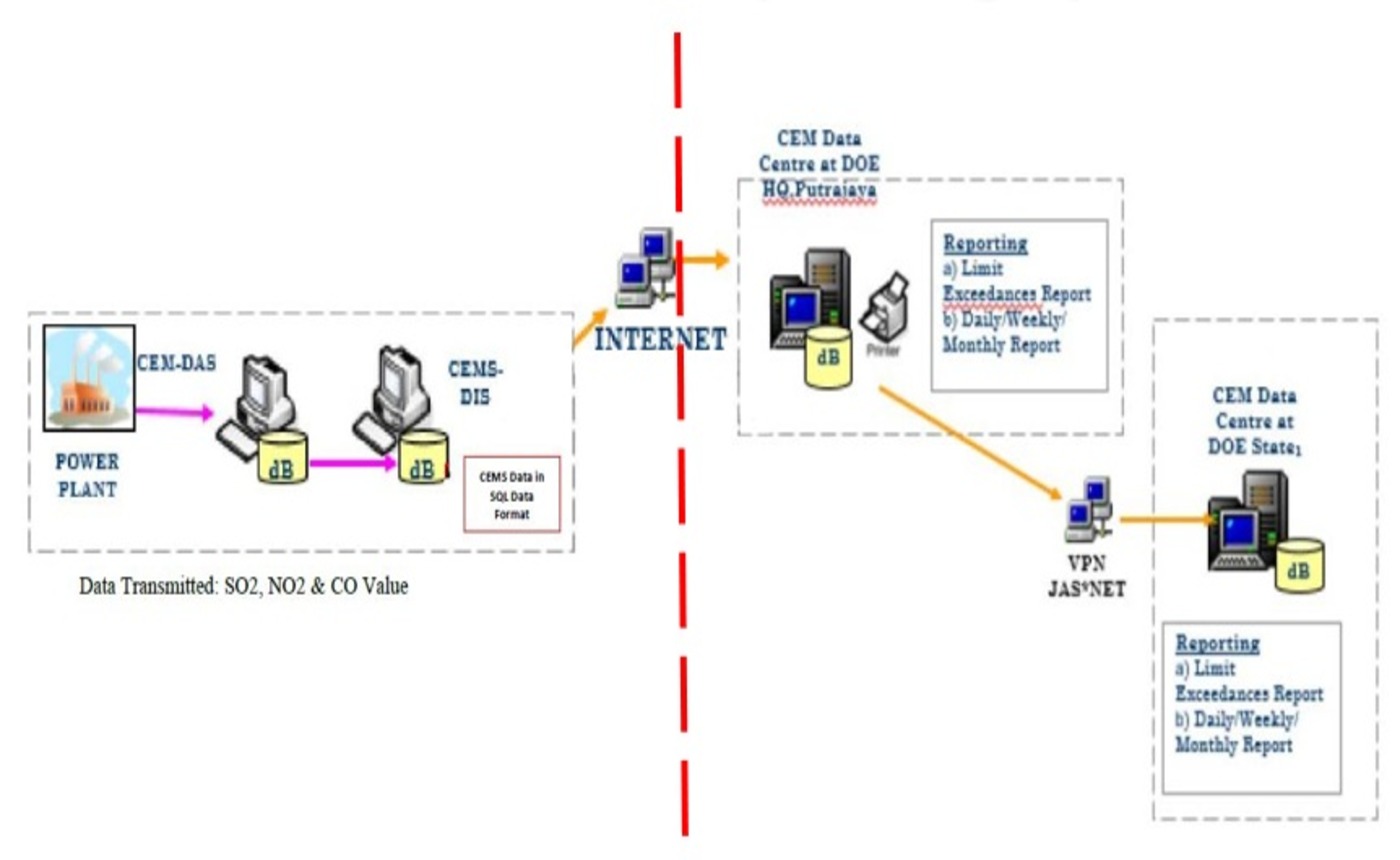 CEM-DAS
POWER
PLANT
dB
CEMS-
DIS
dB
CEMS Data in
SQL Data
Format
Data Transmitted: SO2, NO2 & CO Value
INTERNET
CEM Data
Centre at DOE
HQ.Putrajaya
dB
Printer
Reporting
a) Limit
Exceedances Report
b) Daily/Weekly/
Monthly Report
VPN
JAS*NET
CEM Data
Centre at
DOE State1
dB
Reporting
a) Limit
Exceedances Report
b) Daily/Weekly/
Monthly Report